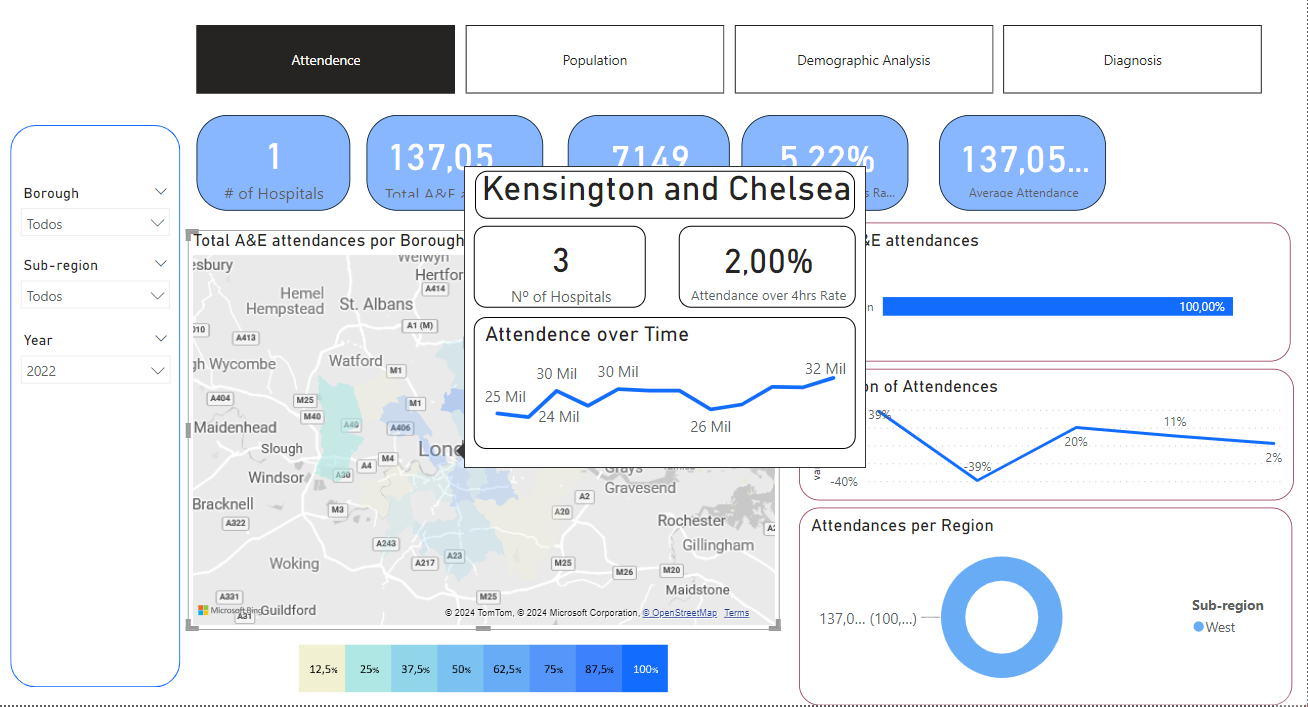 Attendence
Population
Demographic Analysis
Diagnosis
1
# of Hospitals
137,05
Total A&E a
7149
5,22%
s Ra...
137,05...
Average Attendance
Borough
Todos
Sub-region
Todos
Year
2022
Total A&E attendances por Borough
Kensington and Chelsea
3
Nº of Hospitals
2,00%
Attendance over 4hrs Rate
Attendence over Time
25 Mil
30 Mil
24 Mil
30 Mil
26 Mil
32 Mil
esbury
Welwyn
Hertfor
Hemel
Hempstead
St. Albans
A414
A1 (M)
010
A413
gh Wycombe
Watford
M1
A404
M25
M40
M1
A40
A406
Maidenhead
Slough
Lond
M4
A4
A30
Windsor
Grays
Gravesend
Bracknell
A322
M3
A2
A20
Rochester
A2
Gillingham
A243
A23
A217
Woking
M25
M26
M20
Maidstone
A331
M25
Microsoft Bing
Guildford
A31
© 2024 TomTom, © 2024 Microsoft Corporation, © OpenStreetMap Terms
12,5%
25%
37,5%
50%
62,5%
75%
87,5%
100%
&E attendances
n
100,00%
on of Attendences
39%
-39%
20%
11%
2%
-40%
va
Attendances per Region
137,0... (100,...)
Sub-region
West